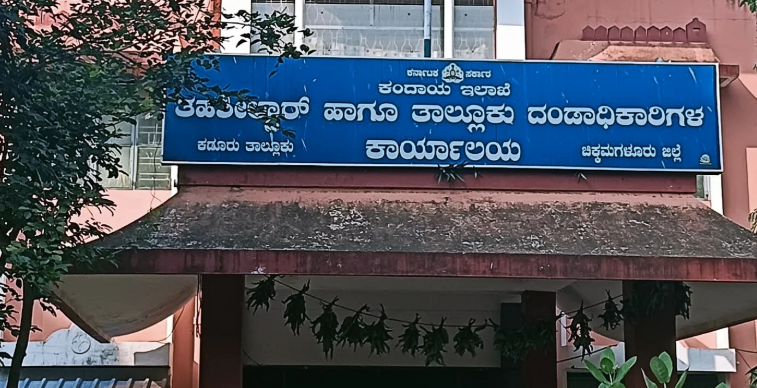 ಕರ್ನಾಟಕ ಸರ್ಕಾರ
ಕಂದಾಯ ಇಲಾಖೆ
ತಹಶೀಲ್ದಾರ್ ಹಾಗೂ ತಾಲ್ಲೂಕು ದಂಡಾಧಿಕಾರಿಗಳ
ಕಡೂರು ತಾಲ್ಲೂಕು ಕಾರ್ಯಾಲಯ ಚಿಕ್ಕಮಗಳೂರು ಜಿಲ್ಲೆ